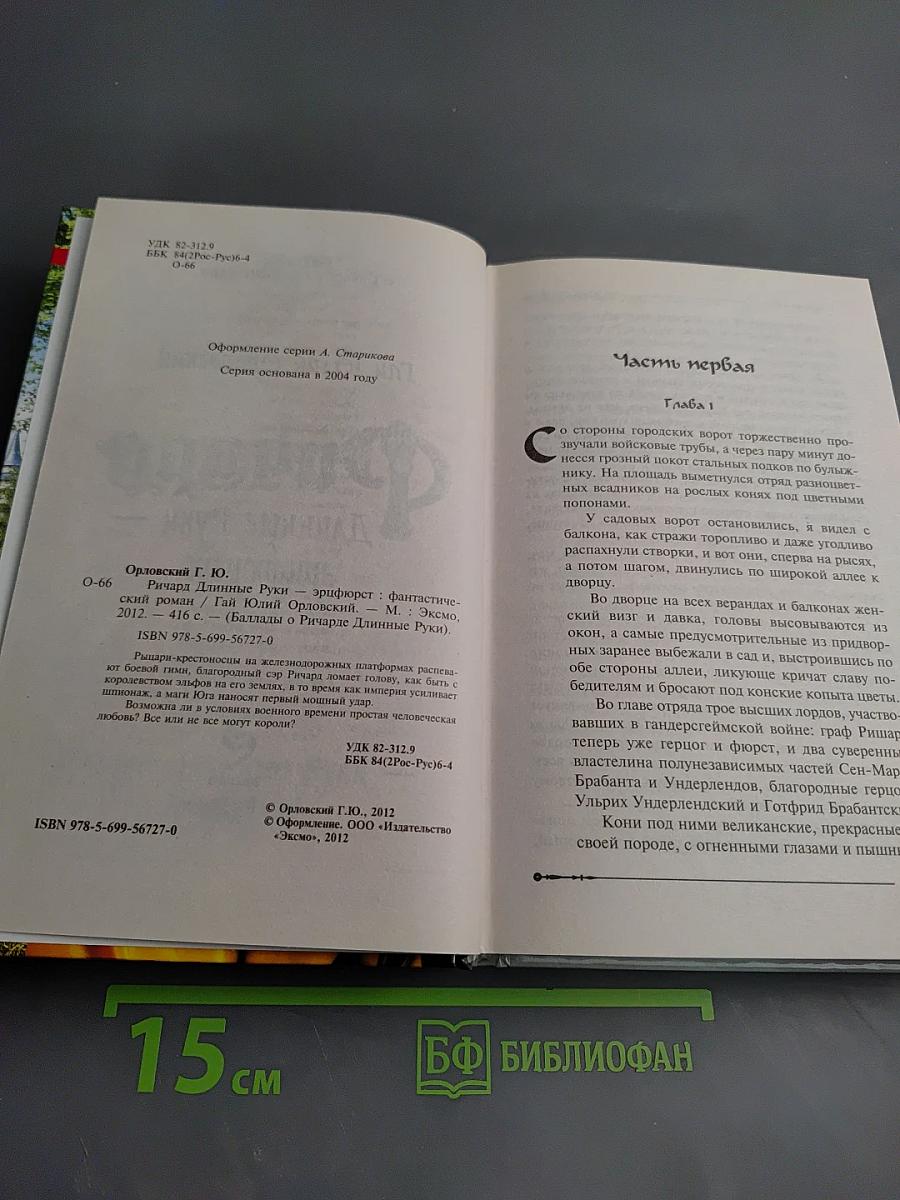 УДК 82-312.9
ББК 84(2Рос-Рус)6-4
О-66
Оформление серии А. Старикова
Серия основана в 2004 году
Орловский Г. Ю.
О-66 Ричард Длинные Руки — эрцфюрст : фантастиче-
ский роман / Гай Юлий Орловский. — М. : Эксмо,
2012. — 416 с. — (Баллады о Ричарде Длинные Руки).
ISBN 978-5-699-56727-0
Рыцари-крестоносцы на железнодорожных платформах распева-
ют боевой гимн, благородный сэр Ричард ломает голову, как быть с
королевством эльфов на его землях, в то время как империя усиливает
шпионаж, а маги Юга наносят первый мощный удар.
Возможна ли в условиях военного времени простая человеческая
любовь? Все или не все могут короли?
УДК 82-312.9
ББК 84(2Рос-Рус)6-4
© Орловский Г.Ю., 2012
© Оформление. ООО «Издательство
«Эксмо», 2012
ISBN 978-5-699-56727-0
Часть первая
Глава 1
Со стороны городских ворот торжественно про-
звучали войсковые трубы, а через пару минут до-
несся грозный цокот стальных подков по булыж-
нику. На площадь выметнулся отряд разноцвет-
ных всадников на рослых конях под цветными
попонами.
У садовых ворот остановились, я видел с
балкона, как стражи торопливо и даже угодливо
распахнули створки, и вот они, сперва на рысях,
а потом шагом, двинулись по широкой аллее к
дворцу.
Во дворце на всех верандах и балконах жен-
ский визг и давка, головы высовываются из
окон, а самые предусмотрительные из придвор-
ных заранее выбежали в сад и, выстроившись по
обе стороны аллеи, ликующе кричат славу по-
бедителям и бросают под конские копыта цветы.
Во главе отряда трое высших лордов, участво-
вавших в гандерсгеймской войне: граф Ришар
теперь уже герцог и фюрст, и два суверенны
властелина полунезависимых частей Сен-Мар
Брабанта и Ундерлендов, благородные герцо
Ульрих Ундерлендский и Готфрид Брабантск
Кони под ними великанские, прекрасные
своей породе, с огненными глазами и пышн
15 см
БФ БИБЛИОФАН